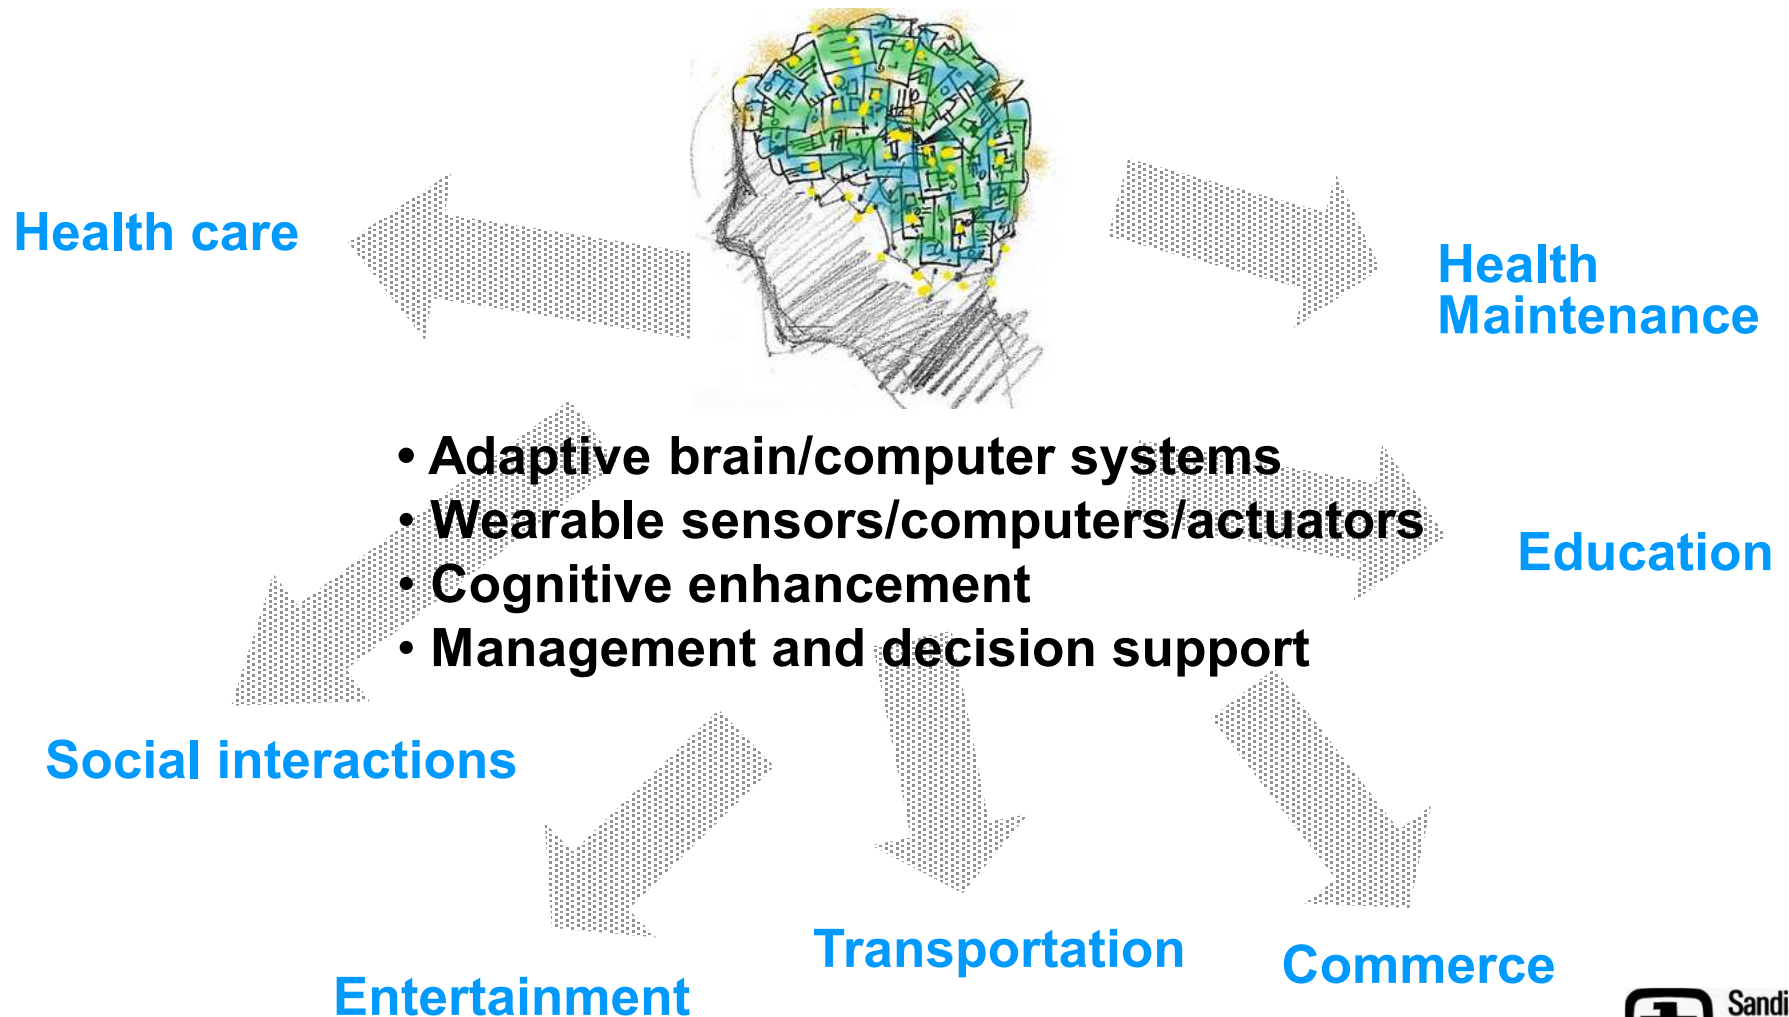 Health care
Health
Maintenance
• Adaptive brain/computer systems
• Wearable sensors/computers/actuators
• Cognitive enhancement
• Management and decision support
Education
Social interactions
Transportation
Commerce
Entertainment
Sandi